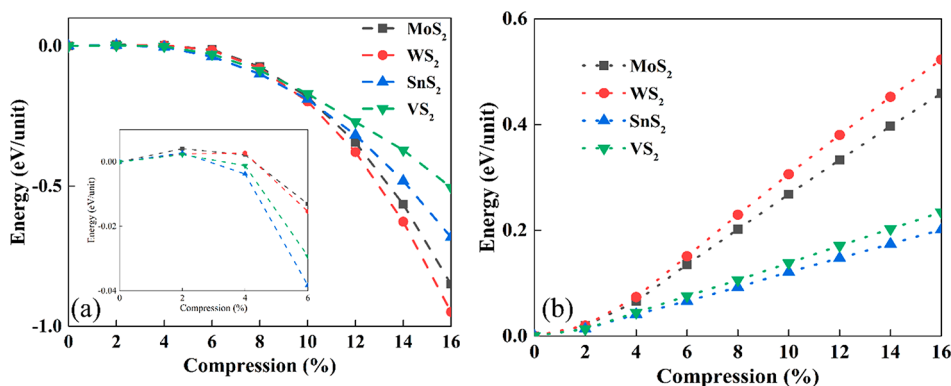 0.0
-0.5
-1.0
Energy (eV/unit)
0 2 4 6 8 10 12 14 16
Compression (%)
MoS2
WS2
SnS2
VS2
(a)
0.00
-0.02
-0.04
Energy (eV/unit)
0 2 4 6
Compression (%)
0.6
0.4
0.2
0.0
Energy (eV/unit)
0 2 4 6 8 10 12 14 16
Compression (%)
MoS2
WS2
SnS2
VS2
(b)